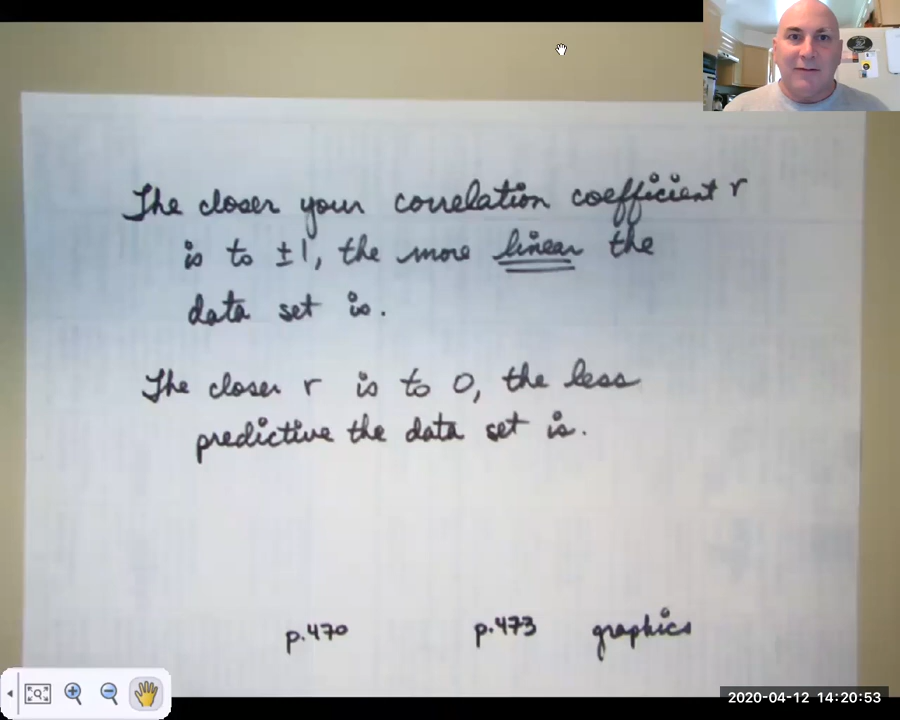 The closer your correlation coefficient r
is to ±1, the more linear the
data set is.
The closer r is to 0, the less
predictive the data set is.
p.470 p.473 graphics
2020-04-12 14:20:53